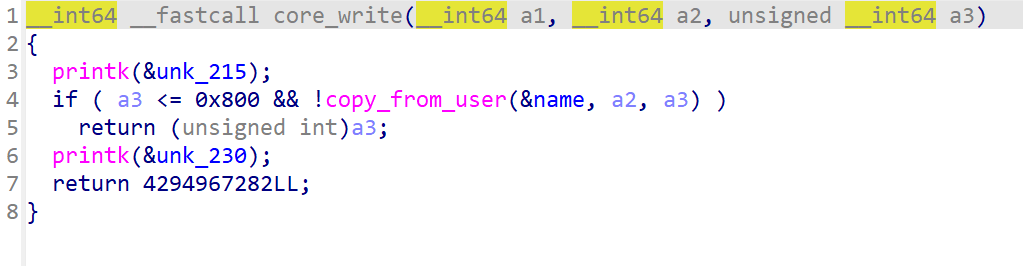 1 __int64 __fastcall core_write(__int64 a1, __int64 a2, unsigned __int64 a3)
2 {
3   printk(&unk_215);
4   if ( a3 <= 0x800 && !copy_from_user(&name, a2, a3) )
5     return (unsigned int)a3;
6   printk(&unk_230);
7   return 4294967282LL;
8 }